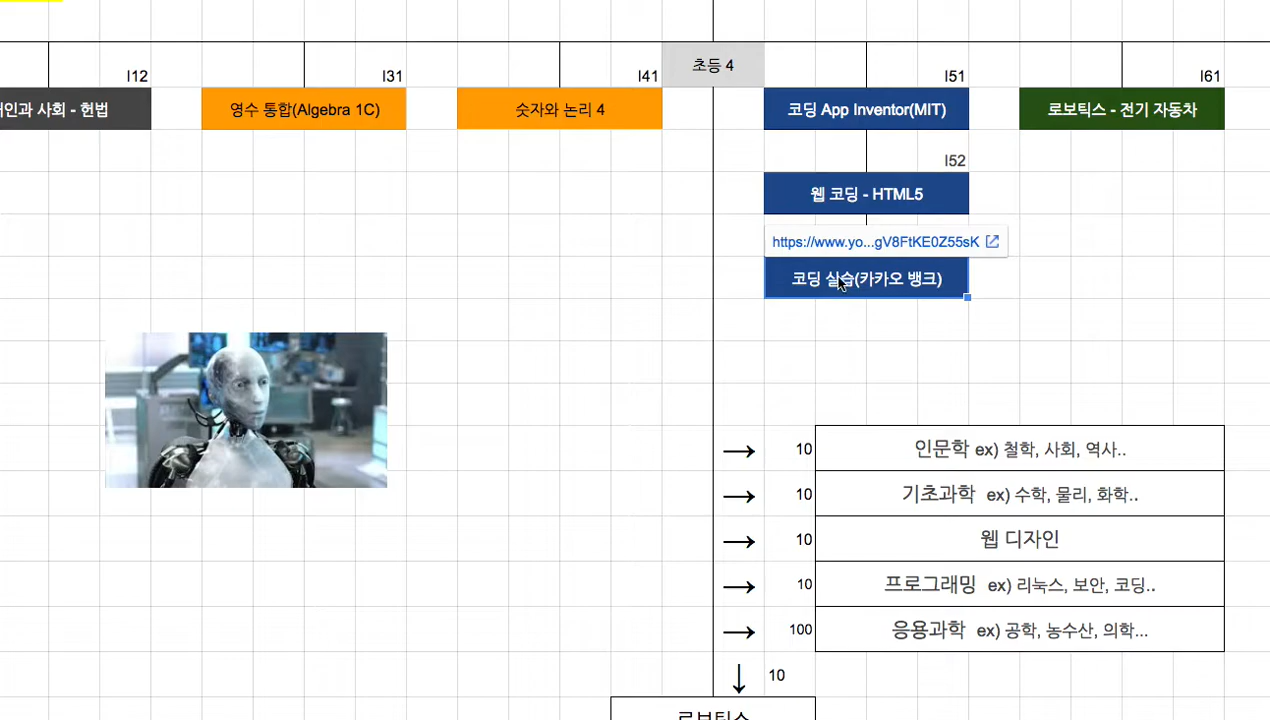 초등 4
I12
I31
I41
I51
I61
인과 사회 - 헌법
영수 통합(Algebra 1C)
숫자와 논리 4
코딩 App Inventor(MIT)
로보틱스 - 전기 자동차
I52
웹 코딩 - HTML5
https://www.yo...gV8FtKE0Z55sK
코딩 실습(카카오 뱅크)
→ 10 인문학 ex) 철학, 사회, 역사..
→ 10 기초과학 ex) 수학, 물리, 화학..
→ 10 웹 디자인
→ 10 프로그래밍 ex) 리눅스, 보안, 코딩..
→ 100 응용과학 ex) 공학, 농수산, 의학...
↓ 10
로보틱스